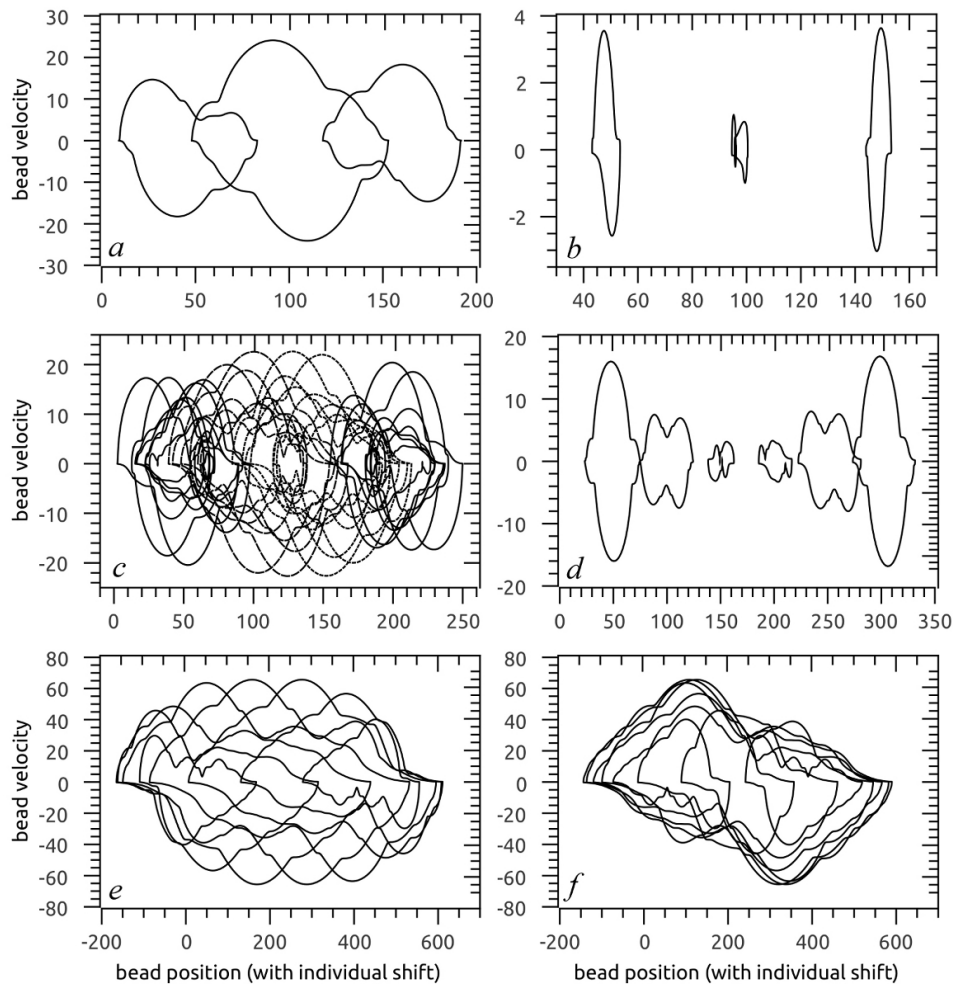 30
20
10
0
-10
-20
-30
bead velocity
a
0 50 100 150 200
4
2
0
-2
b
40 60 80 100 120 140 160
20
10
0
-10
-20
bead velocity
c
0 50 100 150 200 250
20
10
0
-10
-20
d
0 50 100 150 200 250 300 350
80
60
40
20
0
-20
-40
-60
-80
bead velocity
e
-200 0 200 400 600
bead position (with individual shift)
80
60
40
20
0
-20
-40
-60
-80
f
-200 0 200 400 600
bead position (with individual shift)